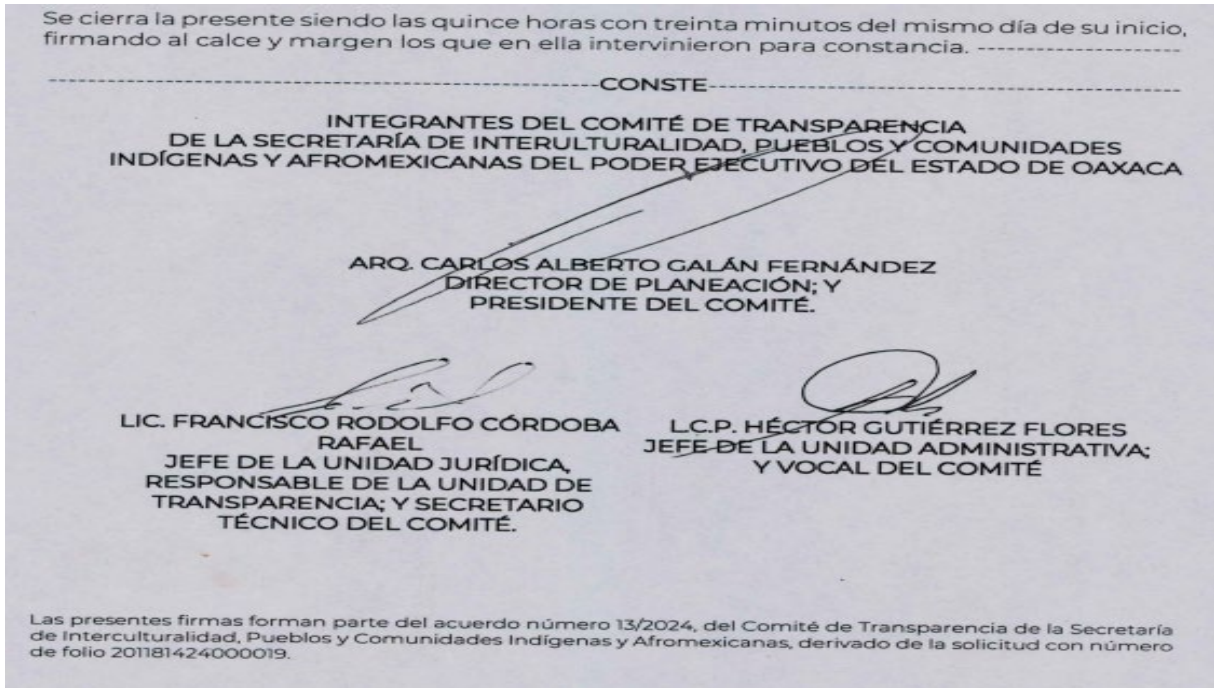 Se cierra la presente siendo las quince horas con treinta minutos del mismo día de su inicio,
firmando al calce y margen los que en ella intervinieron para constancia. --------------------
------------------------------------------------------CONSTE----------------------------------------------
INTEGRANTES DEL COMITÉ DE TRANSPARENCIA
DE LA SECRETARÍA DE INTERULTURALIDAD, PUEBLOS Y COMUNIDADES
INDÍGENAS Y AFROMEXICANAS DEL PODER EJECUTIVO DEL ESTADO DE OAXACA
ARQ. CARLOS ALBERTO GALÁN FERNÁNDEZ
DIRECTOR DE PLANEACIÓN; Y
PRESIDENTE DEL COMITÉ.
LIC. FRANCISCO RODOLFO CÓRDOBA
RAFAEL
JEFE DE LA UNIDAD JURÍDICA,
RESPONSABLE DE LA UNIDAD DE
TRANSPARENCIA; Y SECRETARIO
TÉCNICO DEL COMITÉ.
L.C.P. HÉCTOR GUTIÉRREZ FLORES
JEFE DE LA UNIDAD ADMINISTRATIVA;
Y VOCAL DEL COMITÉ
Las presentes firmas forman parte del acuerdo número 13/2024, del Comité de Transparencia de la Secretaría
de Interculturalidad, Pueblos y Comunidades Indígenas y Afromexicanas, derivado de la solicitud con número
de folio 201181424000019.